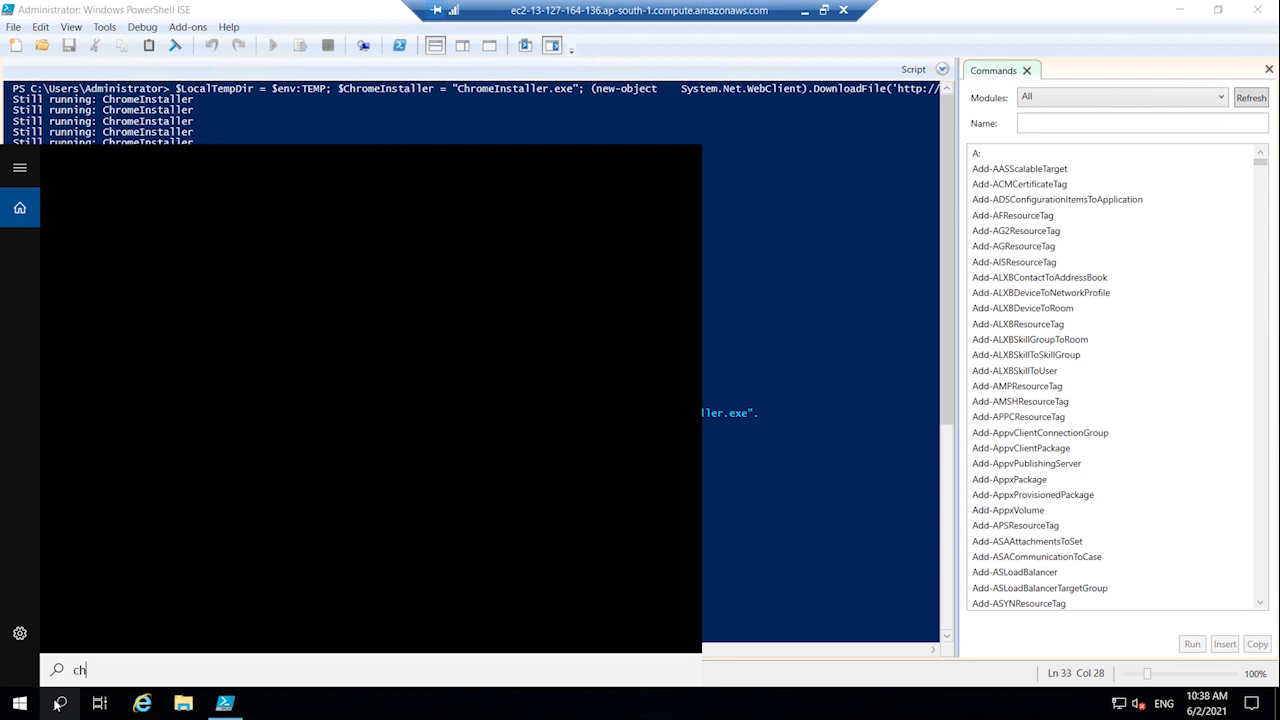 Administrator: Windows PowerShell ISE
ec2-13-127-164-136.ap-south-1.compute.amazonaws.com
File Edit View Tools Debug Add-ons Help
Script
PS C:\Users\Administrator> $LocalTempDir = $env:TEMP; $ChromeInstaller = "ChromeInstaller.exe"; (new-object    System.Net.WebClient).DownloadFile('http://
Still running: ChromeInstaller
Still running: ChromeInstaller
Still running: ChromeInstaller
Still running: ChromeInstaller
Still running: ChromeInstaller
ller.exe".
Commands
Modules: All Refresh
Name:
A:
Add-AASScalableTarget
Add-ACMCertificateTag
Add-ADSConfigurationItemsToApplication
Add-AFResourceTag
Add-AG2ResourceTag
Add-AGResourceTag
Add-AISResourceTag
Add-ALXBContactToAddressBook
Add-ALXBDeviceToNetworkProfile
Add-ALXBDeviceToRoom
Add-ALXBResourceTag
Add-ALXBSkillGroupToRoom
Add-ALXBSkillToSkillGroup
Add-ALXBSkillToUser
Add-AMPResourceTag
Add-AMSHResourceTag
Add-APPCResourceTag
Add-AppvClientConnectionGroup
Add-AppvClientPackage
Add-AppvPublishingServer
Add-AppxPackage
Add-AppxProvisionedPackage
Add-AppxVolume
Add-APSResourceTag
Add-ASAAttachmentsToSet
Add-ASACommunicationToCase
Add-ASLoadBalancer
Add-ASLoadBalancerTargetGroup
Add-ASYNResourceTag
Run Insert Copy
ch
Ln 33 Col 28 100%
ENG
10:38 AM
6/2/2021